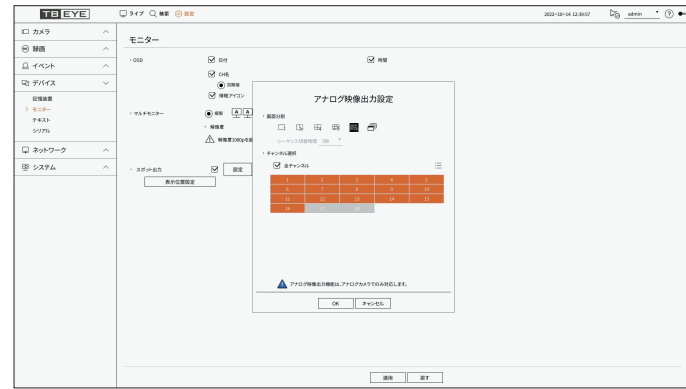 TB EYE
ライブ 検索 設定
2022-10-14 12:39:57
admin
カメラ
録画
イベント
デバイス
記憶装置
> モニター
テキスト
シリアル
ネットワーク
システム
モニター
・OSD
日付
時間
CH名
初期値
情報アイコン
・マルチモニター
複製
A A
・解像度
・スポット出力
設定
表示位置設定
アナログ映像出力設定
・画面分割
シーケンス切替時間
・チャンネル選択
全チャンネル
1 2 3 4 5
6 7 8 9 10
11 12 13 14 15
16 17 18
アナログ映像出力機能は、アナログカメラでのみ対応します。
OK キャンセル
適用 戻す